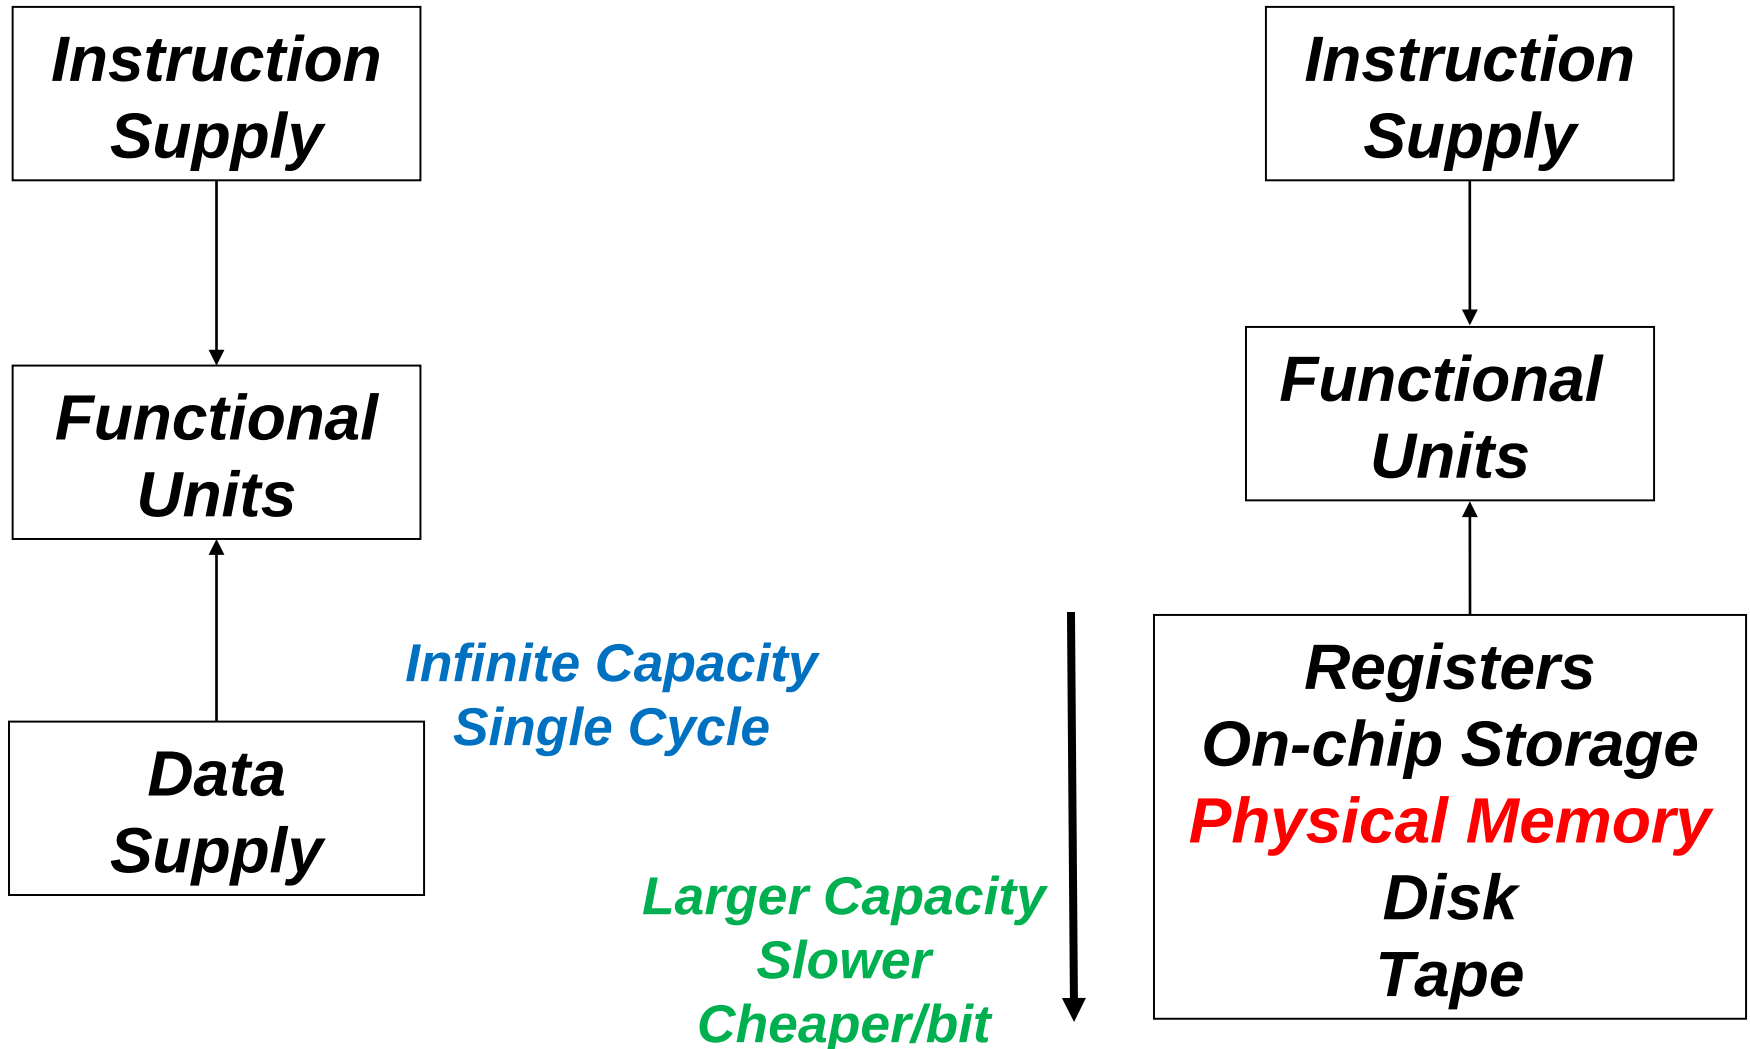 Instruction
Supply
Functional
Units
Data
Supply
Infinite Capacity
Single Cycle
Larger Capacity
Slower
Cheaper/bit
Instruction
Supply
Functional
Units
Registers
On-chip Storage
Physical Memory
Disk
Tape